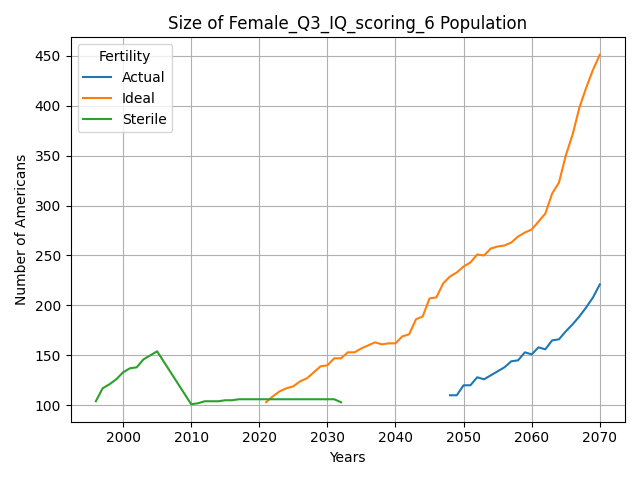 Size of Female_Q3_IQ_scoring_6 Population
Number of Americans
450
400
350
300
250
200
150
100
Fertility
Actual
Ideal
Sterile
2000 2010 2020 2030 2040 2050 2060 2070
Years